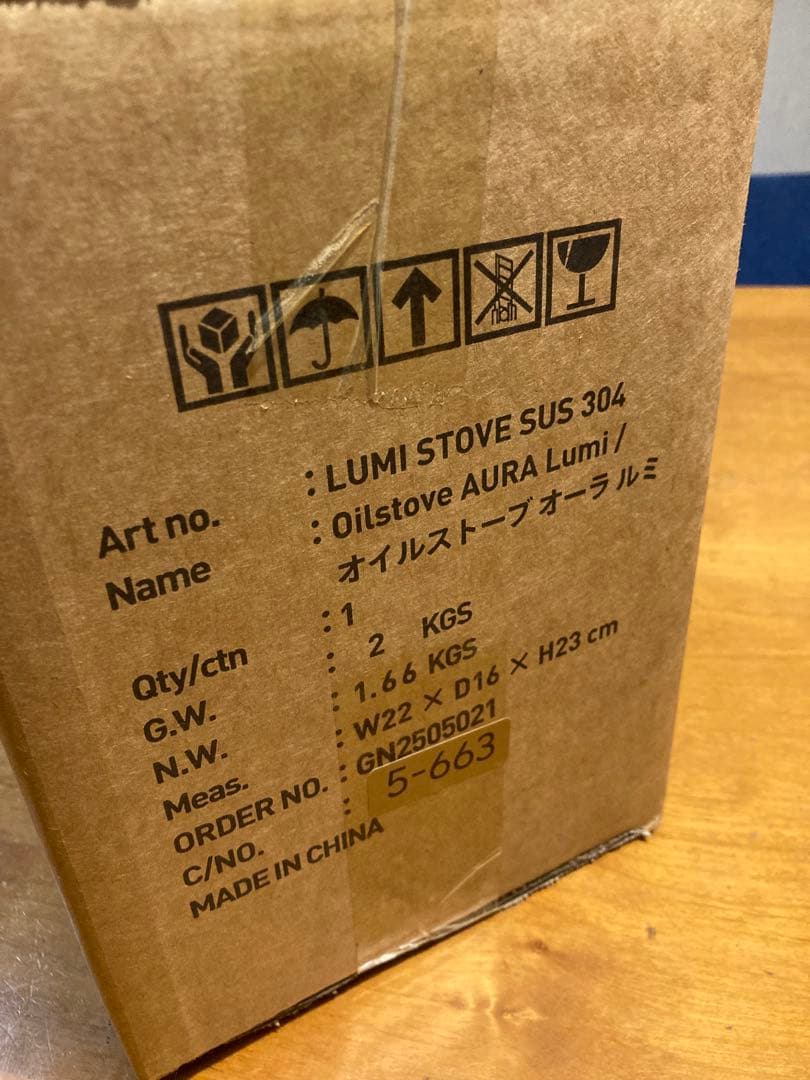 Art no. : LUMI STOVE SUS 304
Name : Oilstove AURA Lumi /
オイルストーブ オーラ ルミ
Qty/ctn : 1
G.W. : 2 KGS
N.W. : 1.66 KGS
Meas. : W22 × D16 × H23 cm
ORDER NO. : GN2505021
C/NO. : 5-663
MADE IN CHINA